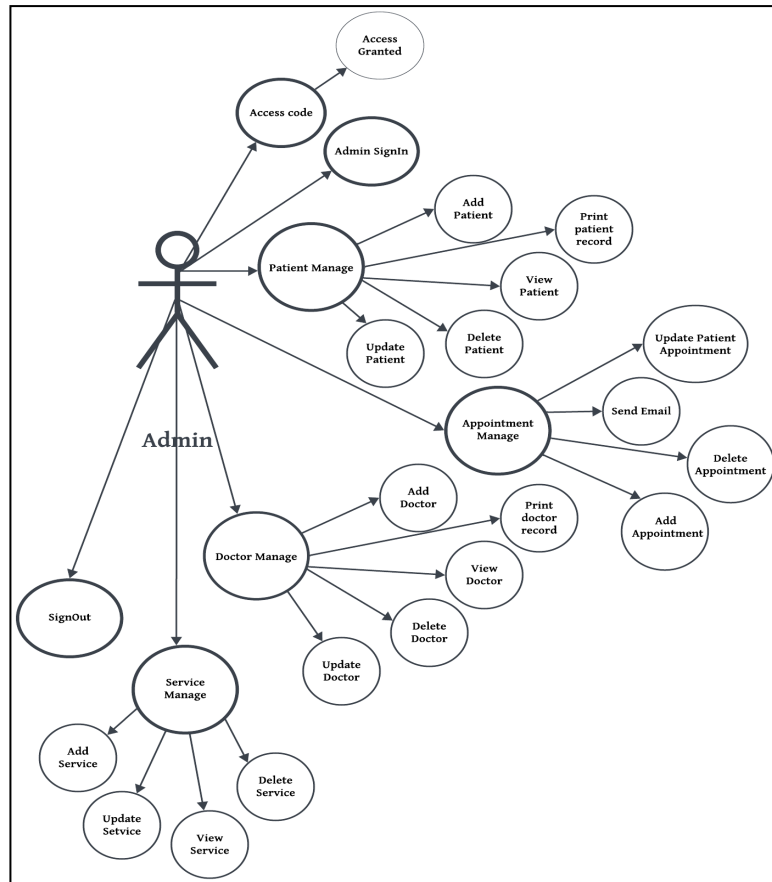 Access
Granted
Access code
Admin SignIn
Add
Patient
Print
patient
record
Patient Manage
View
Patient
Update
Patient
Delete
Patient
Update Patient
Appointment
Send Email
Appointment
Manage
Admin
Delete
Appointment
Add
Appointment
Add
Doctor
Print
doctor
record
Doctor Manage
View
Doctor
Delete
Doctor
Update
Doctor
SignOut
Service
Manage
Add
Service
Update
Setvice
View
Service
Delete
Service